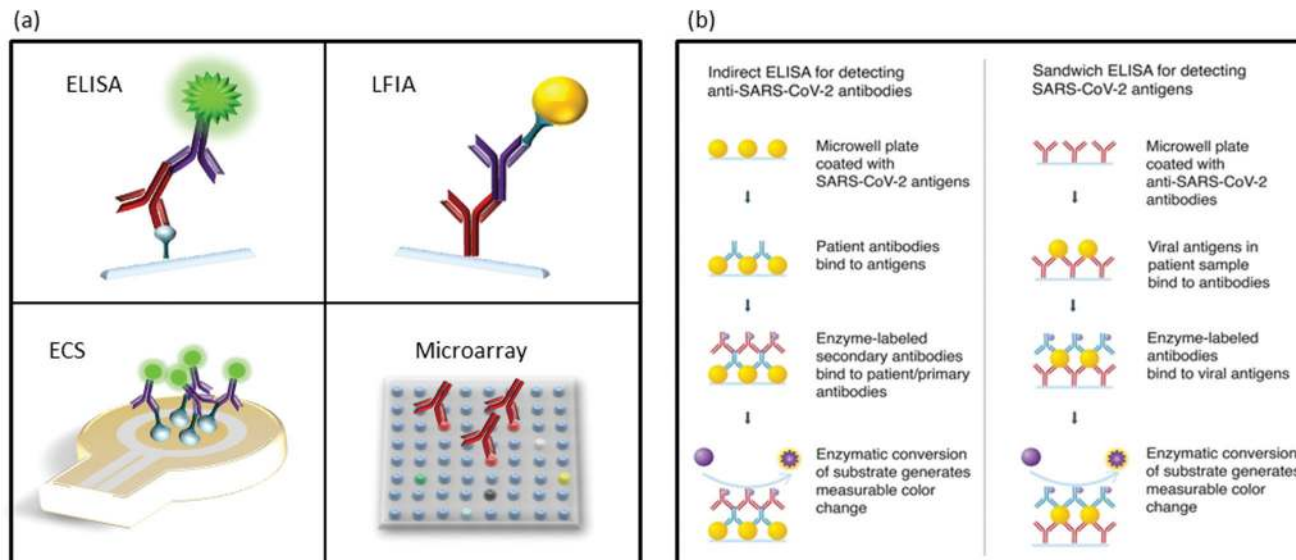 (a)
ELISA
LFIA
ECS
Microarray
(b)
Indirect ELISA for detecting
anti-SARS-CoV-2 antibodies
Microwell plate
coated with
SARS-CoV-2 antigens
Patient antibodies
bind to antigens
Enzyme-labeled
secondary antibodies
bind to patient/primary
antibodies
Enzymatic conversion
of substrate generates
measurable color
change
Sandwich ELISA for detecting
SARS-CoV-2 antigens
Microwell plate
coated with
anti-SARS-CoV-2
antibodies
Viral antigens in
patient sample
bind to antibodies
Enzyme-labeled
antibodies
bind to viral antigens
Enzymatic conversion
of substrate generates
measurable color
change